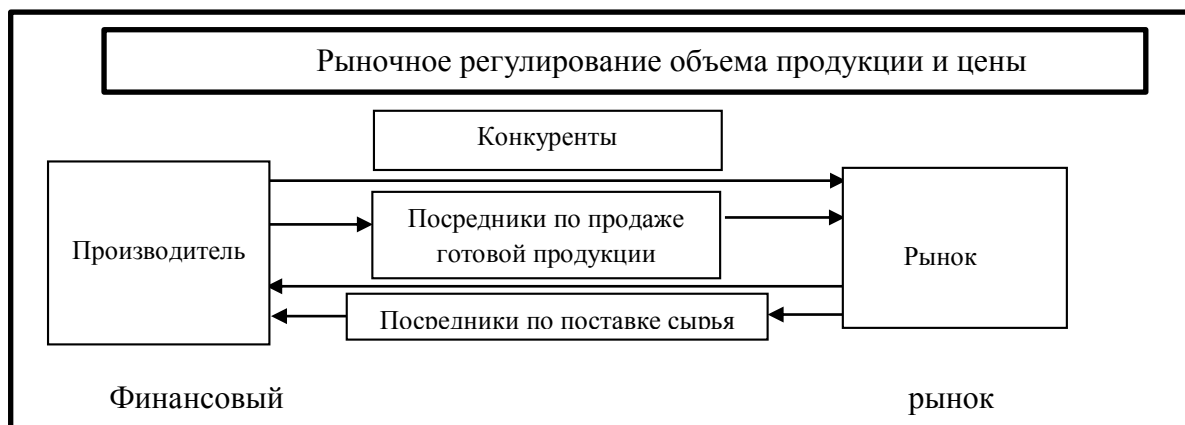 Рыночное регулирование объема продукции и цены
Конкуренты
Производитель
Посредники по продаже
готовой продукции
Рынок
Посредники по поставке сырья
Финансовый рынок